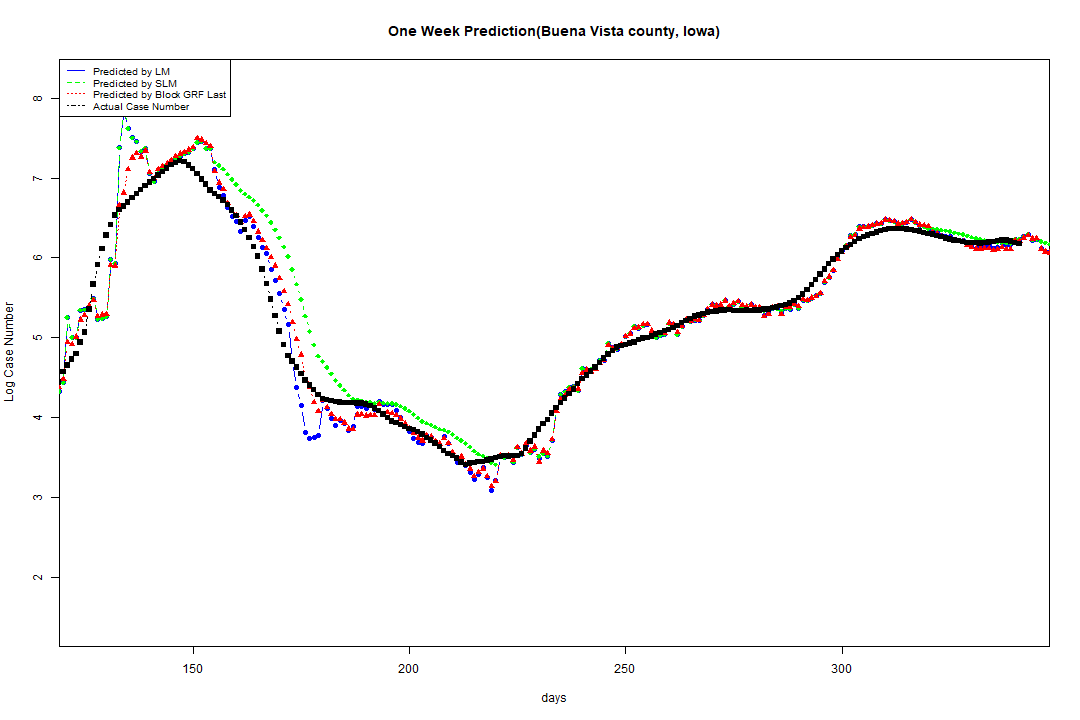 One Week Prediction(Buena Vista county, Iowa)
Predicted by LM
Predicted by SLM
Predicted by Block GRF Last
Actual Case Number
8
7
6
5
4
3
2
Log Case Number
150
200
250
300
days